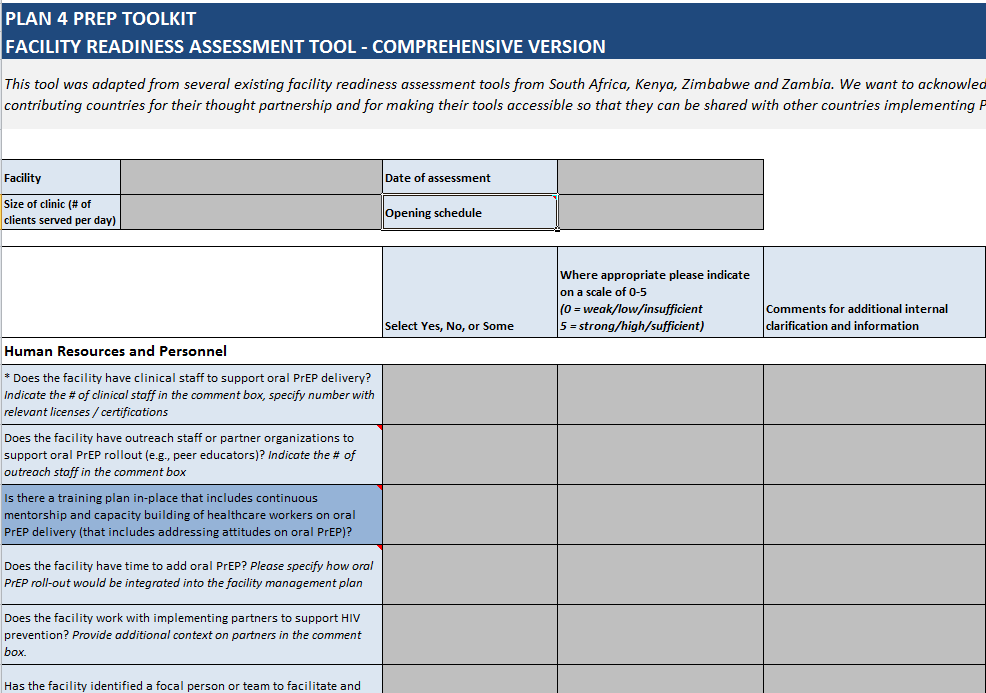 PLAN 4 PREP TOOLKIT
FACILITY READINESS ASSESSMENT TOOL - COMPREHENSIVE VERSION
This tool was adapted from several existing facility readiness assessment tools from South Africa, Kenya, Zimbabwe and Zambia. We want to acknowled
contributing countries for their thought partnership and for making their tools accessible so that they can be shared with other countries implementing P
Facility
Date of assessment
Size of clinic (# of
clients served per day)
Opening schedule
Select Yes, No, or Some
Where appropriate please indicate
on a scale of 0-5
(0 = weak/low/insufficient
5 = strong/high/sufficient)
Comments for additional internal
clarification and information
Human Resources and Personnel
* Does the facility have clinical staff to support oral PrEP delivery?
Indicate the # of clinical staff in the comment box, specify number with
relevant licenses / certifications
Does the facility have outreach staff or partner organizations to
support oral PrEP rollout (e.g., peer educators)? Indicate the # of
outreach staff in the comment box
Is there a training plan in-place that includes continuous
mentorship and capacity building of healthcare workers on oral
PrEP delivery (that includes addressing attitudes on oral PrEP)?
Does the facility have time to add oral PrEP? Please specify how oral
PrEP roll-out would be integrated into the facility management plan
Does the facility work with implementing partners to support HIV
prevention? Provide additional context on partners in the comment
box.
Has the facility identified a focal person or team to facilitate and